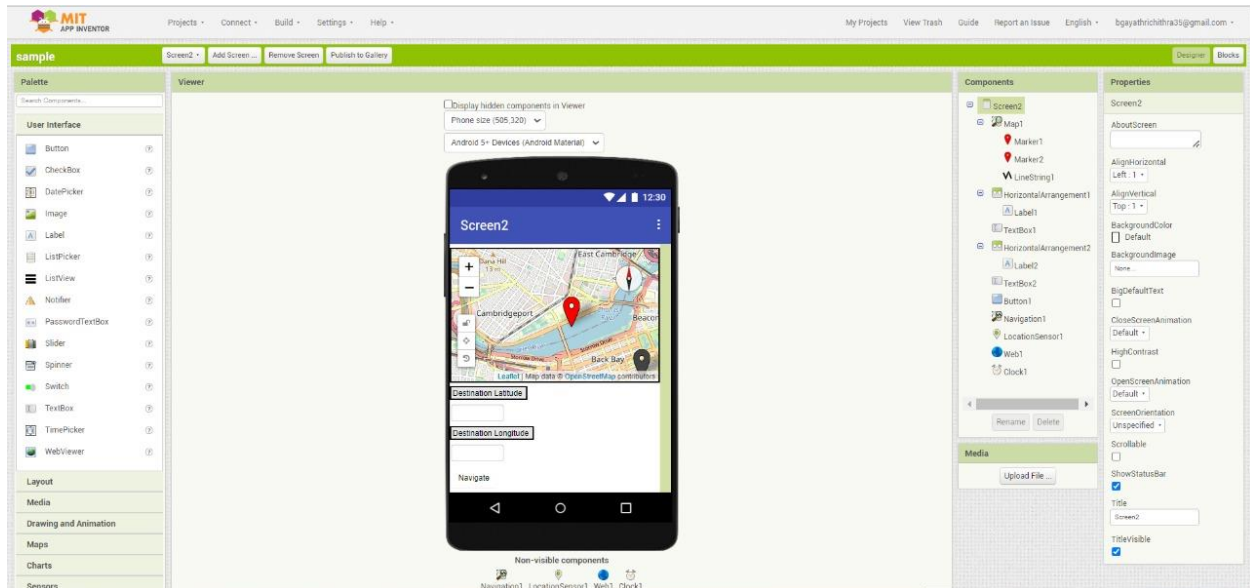 MIT
APP INVENTOR
Projects Connect Build Settings Help
My Projects View Trash Guide Report an Issue English bgayathrichithra35@gmail.com
sample
Screen2 Add Screen ... Remove Screen Publish to Gallery
Designer Blocks
Palette
Search Components...
User Interface
Button
CheckBox
DatePicker
Image
Label
ListPicker
ListView
Notifier
PasswordTextBox
Slider
Spinner
Switch
TextBox
TimePicker
WebViewer
Layout
Media
Drawing and Animation
Maps
Charts
Sensors
Viewer
Display hidden components in Viewer
Phone size (505,320)
Android 5+ Devices (Android Material)
12:30
Screen2
East Cambridge
Dana Hill
13 m
Cambridgeport
Beacon
Back Bay
Leaflet | Map data © OpenStreetMap contributors
Destination Latitude
Destination Longitude
Navigate
Non-visible components
Navigation1 LocationSensor1 Web1 Clock1
Components
Screen2
Map1
Marker1
Marker2
LineString1
HorizontalArrangement1
Label1
TextBox1
HorizontalArrangement2
Label2
TextBox2
Button1
Navigation1
LocationSensor1
Web1
Clock1
Rename Delete
Media
Upload File ...
Properties
Screen2
AboutScreen
AlignHorizontal
Left : 1
AlignVertical
Top : 1
BackgroundColor
Default
BackgroundImage
None...
BigDefaultText
CloseScreenAnimation
Default
HighContrast
OpenScreenAnimation
Default
ScreenOrientation
Unspecified
Scrollable
ShowStatusBar
Title
Screen2
TitleVisible